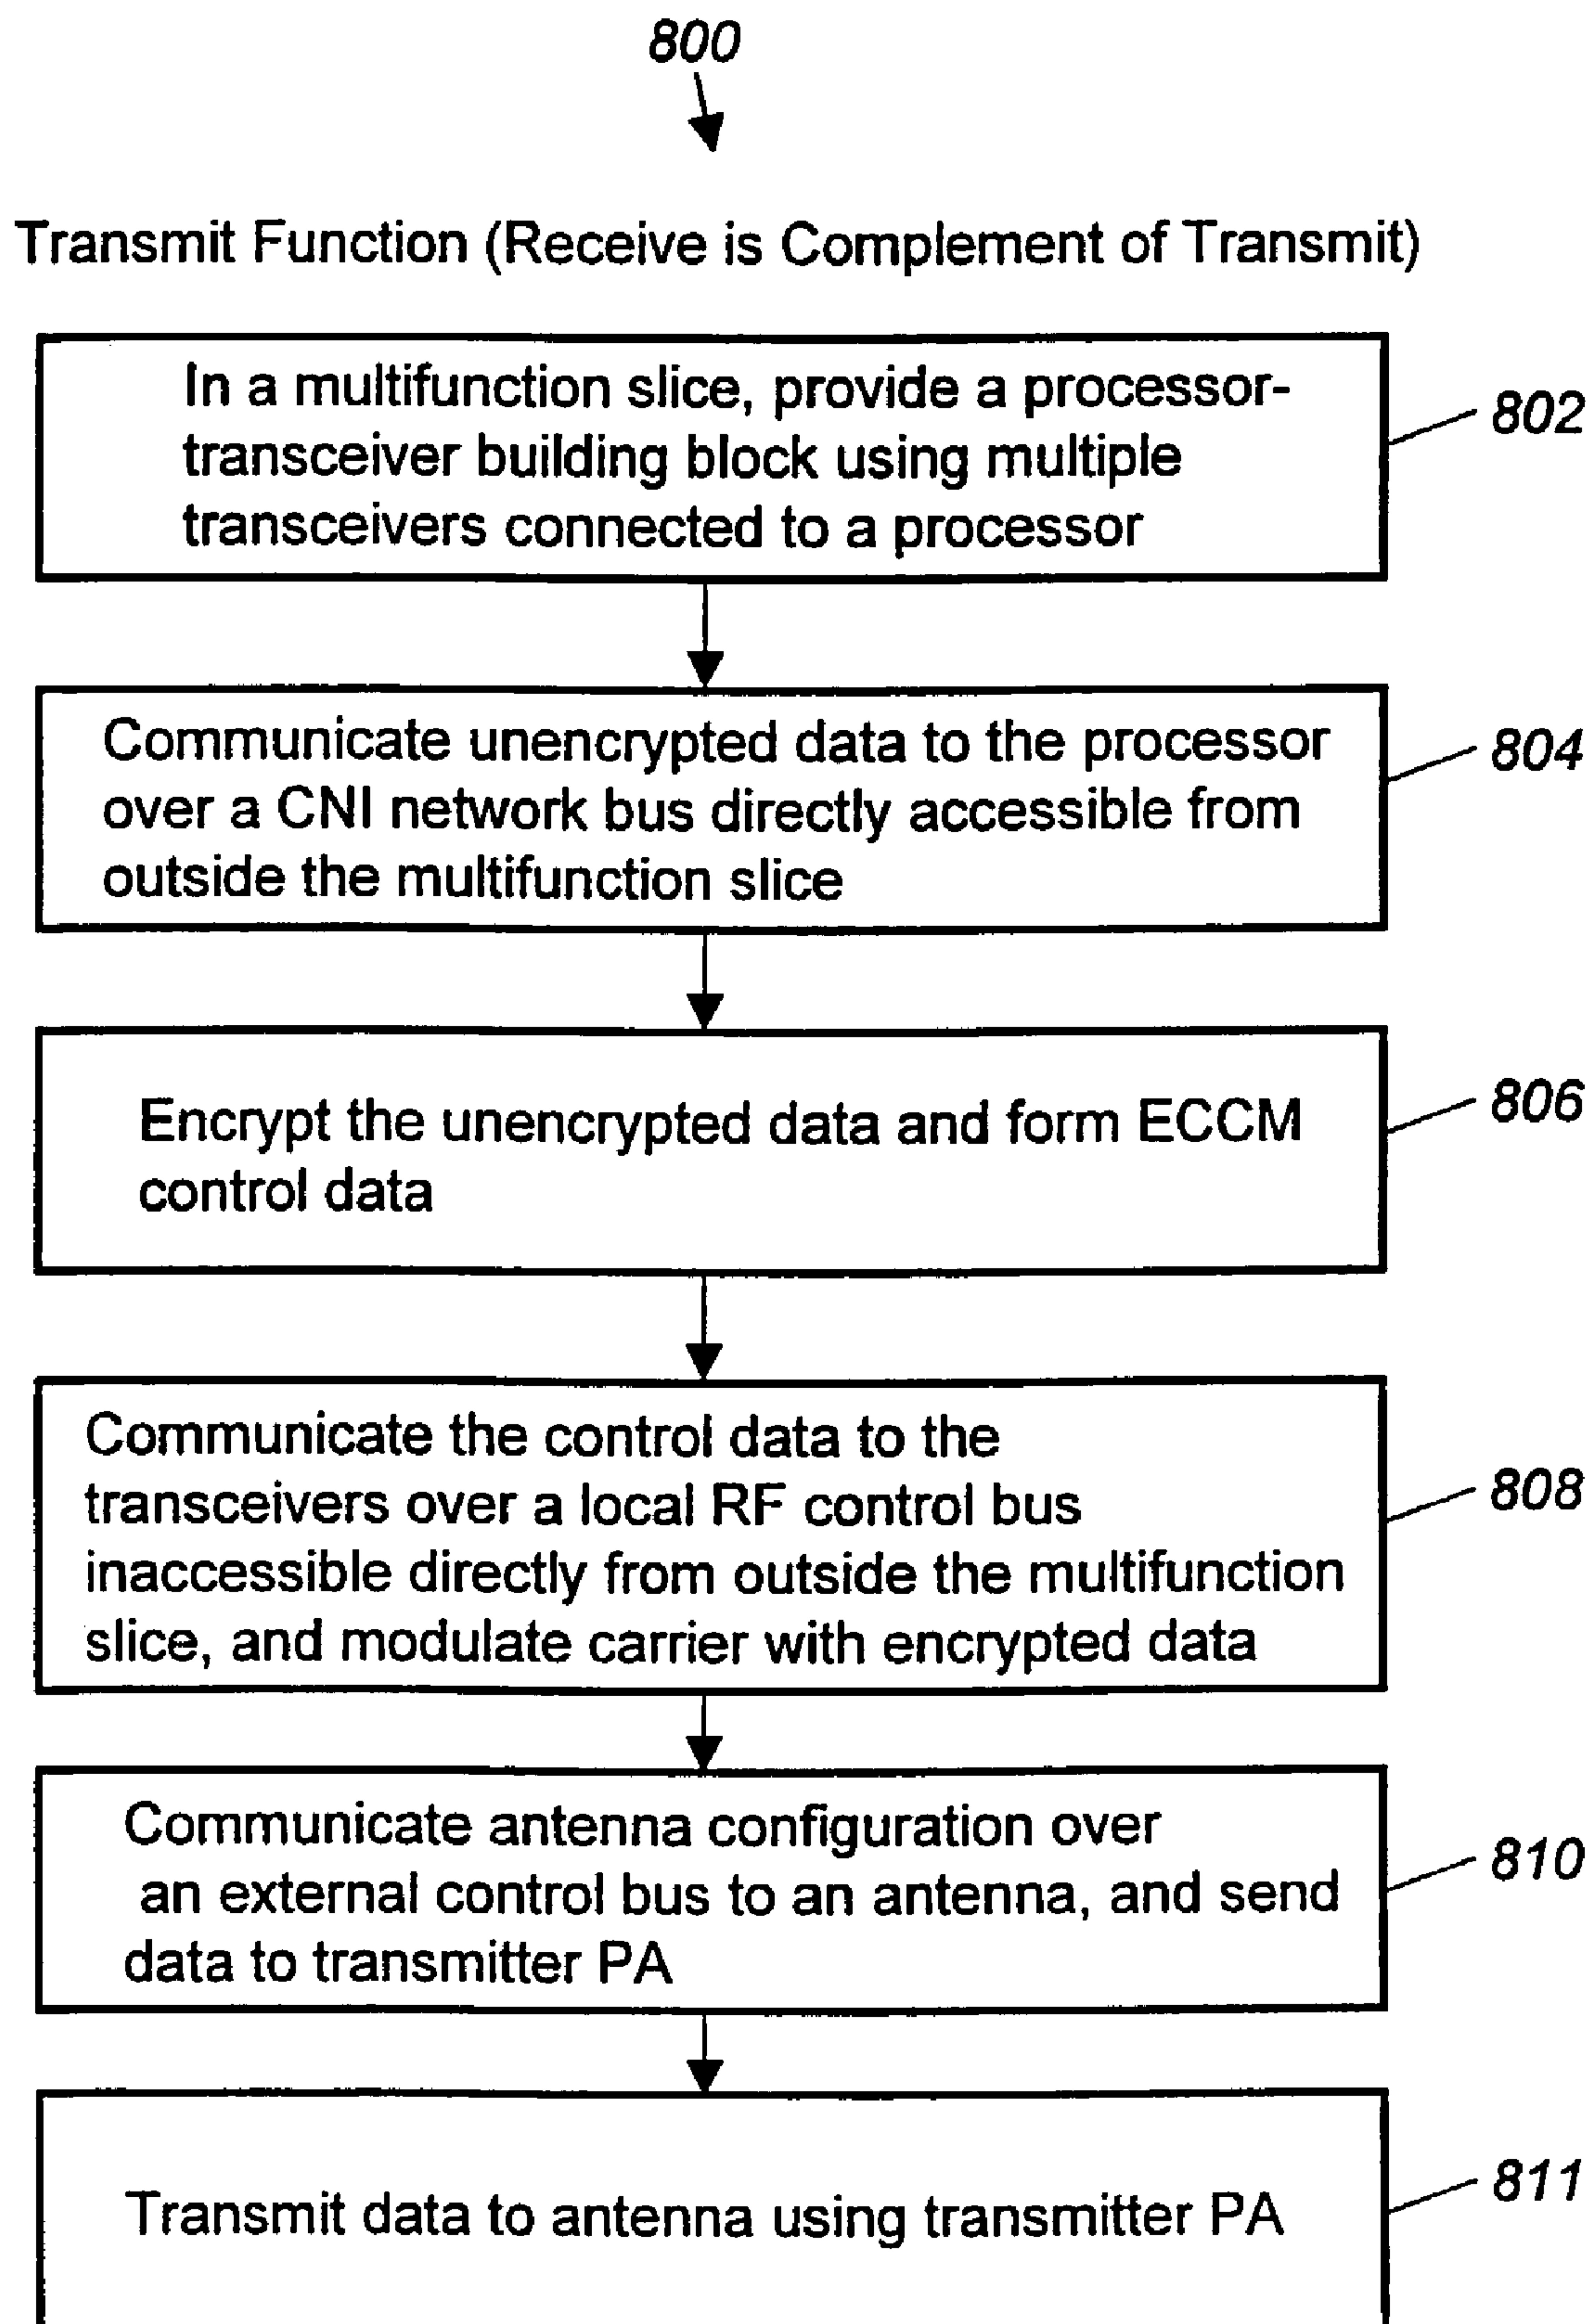 800
Transmit Function (Receive is Complement of Transmit)
In a multifunction slice, provide a processor-
transceiver building block using multiple
transceivers connected to a processor
802
Communicate unencrypted data to the processor
over a CNI network bus directly accessible from
outside the multifunction slice
804
Encrypt the unencrypted data and form ECCM
control data
806
Communicate the control data to the
transceivers over a local RF control bus
inaccessible directly from outside the multifunction
slice, and modulate carrier with encrypted data
808
Communicate antenna configuration over
an external control bus to an antenna, and send
data to transmitter PA
810
Transmit data to antenna using transmitter PA
811